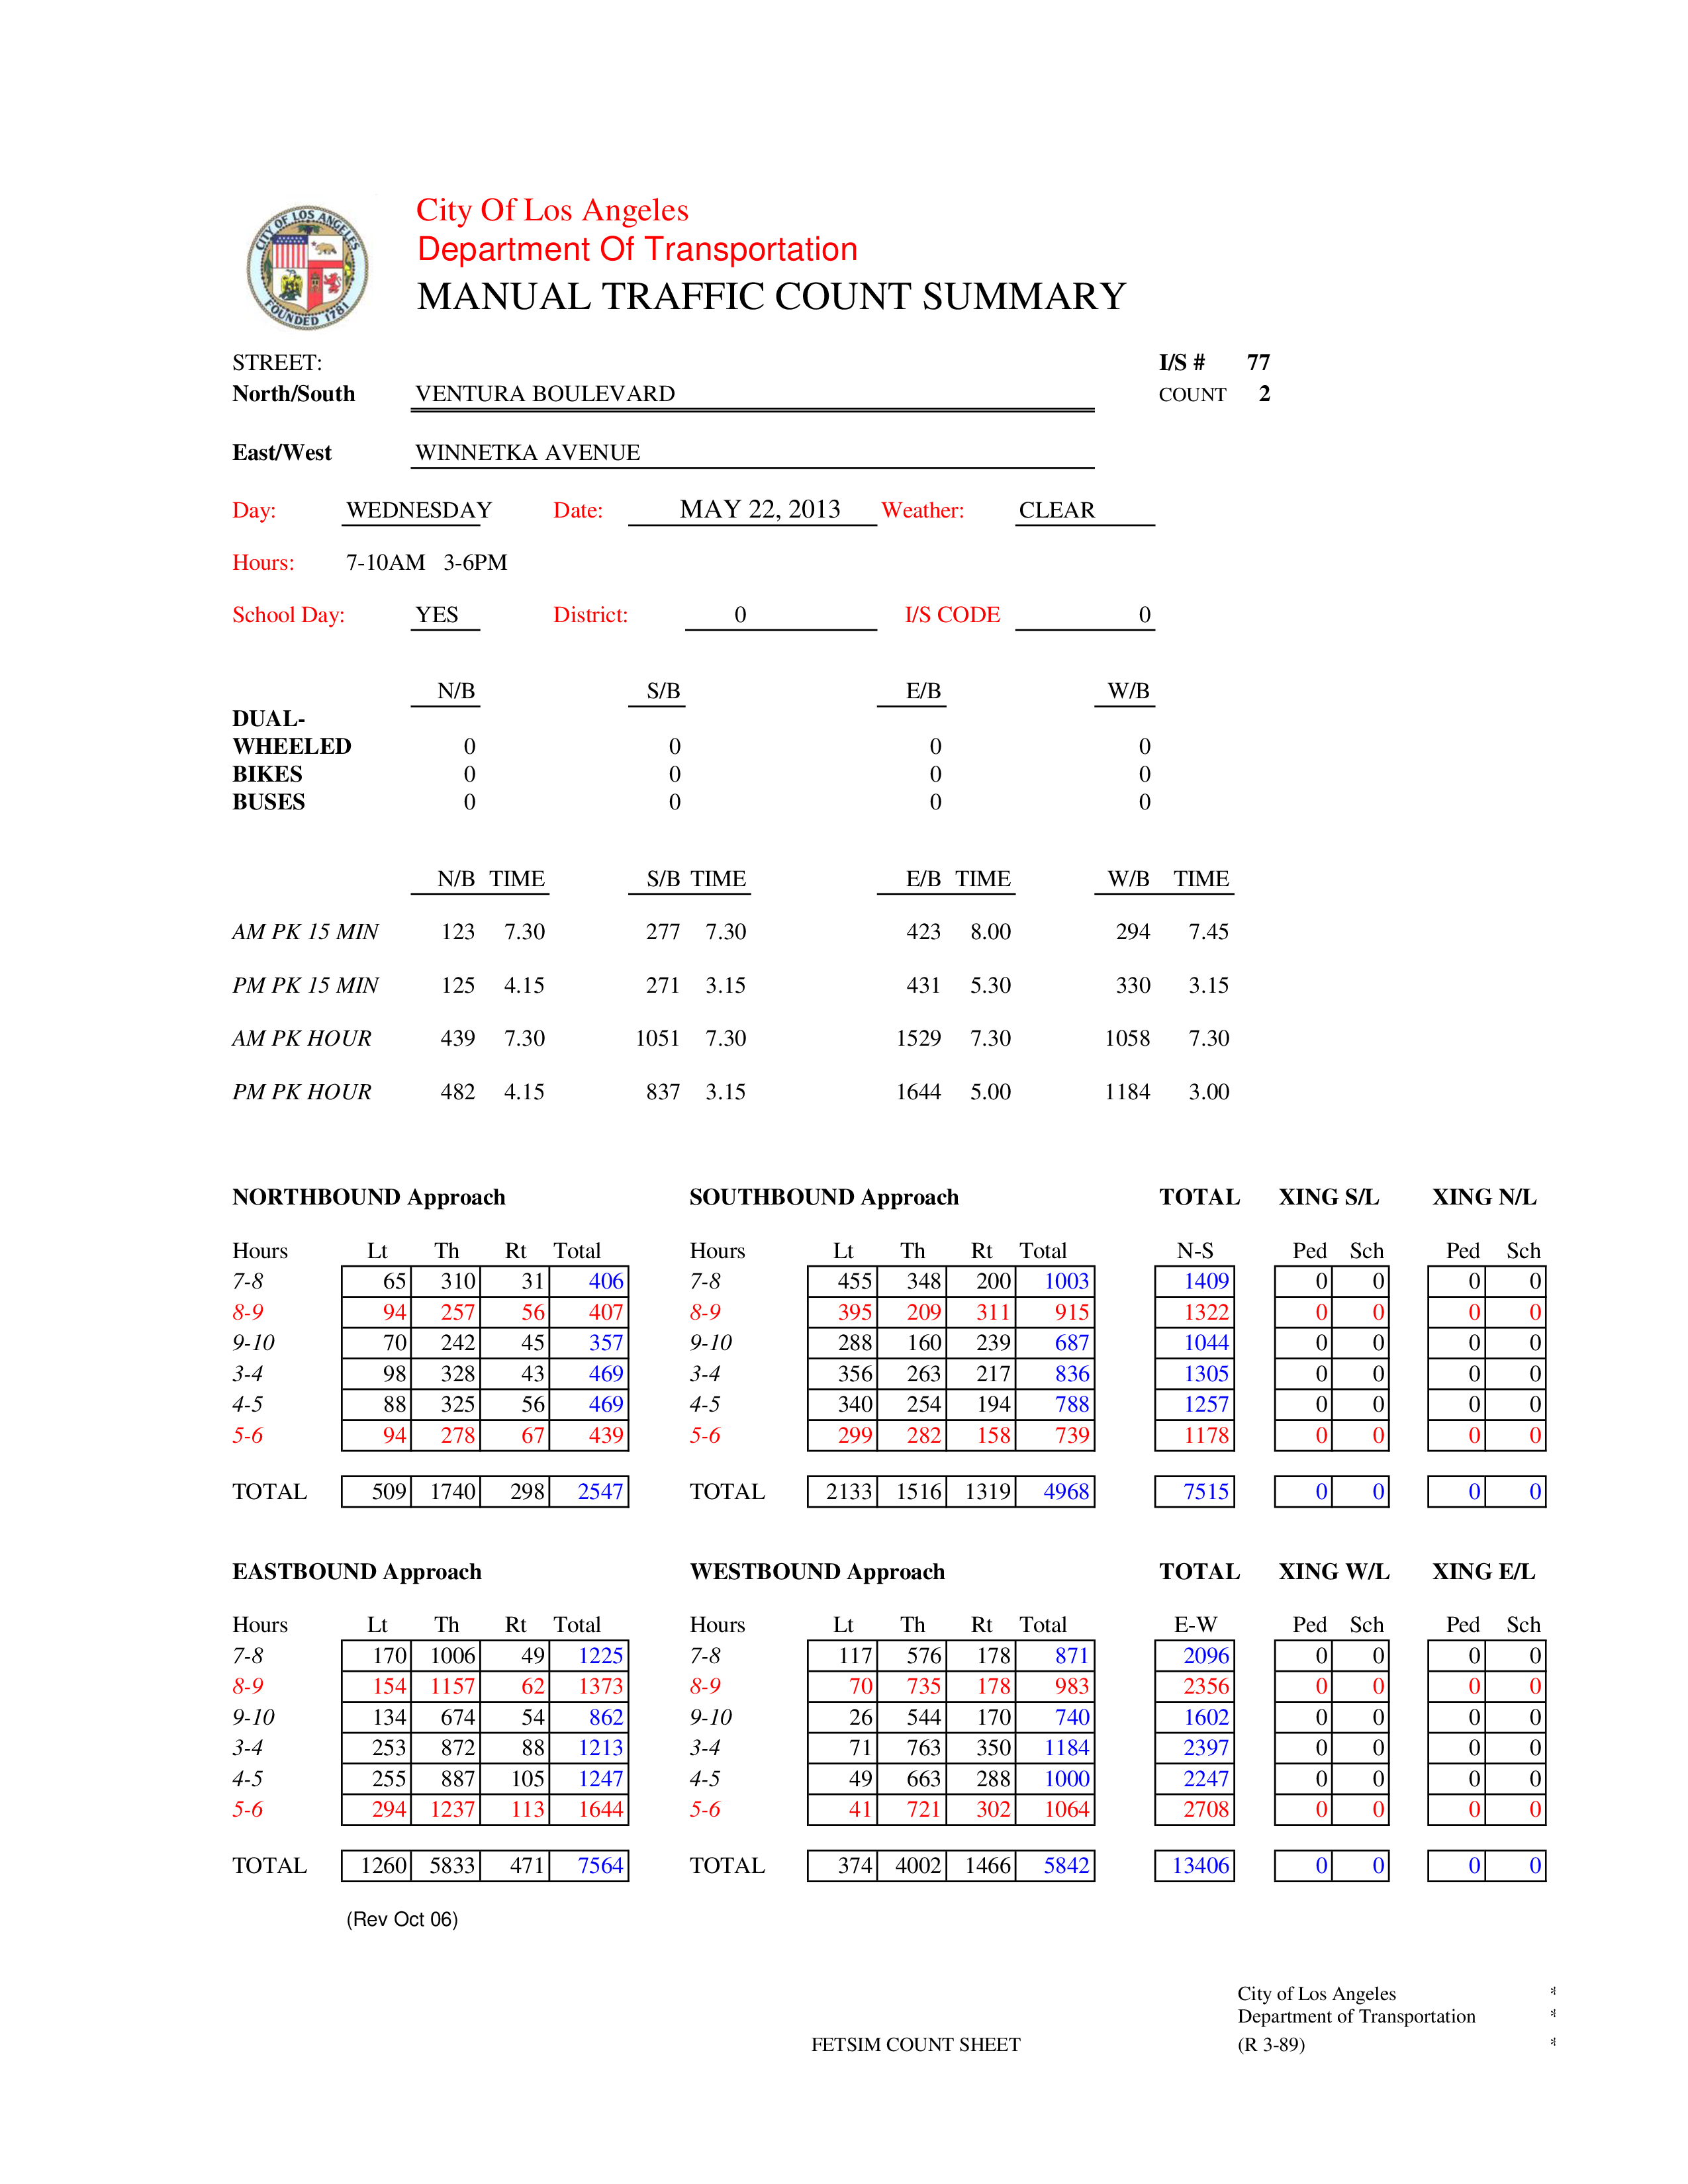 CITY OF LOS ANGELES
FOUNDED 1781
City Of Los Angeles
Department Of Transportation
MANUAL TRAFFIC COUNT SUMMARY
STREET: I/S # 77
North/South VENTURA BOULEVARD COUNT 2
East/West WINNETKA AVENUE
Day: WEDNESDAY Date: MAY 22, 2013 Weather: CLEAR
Hours: 7-10AM 3-6PM
School Day: YES District: 0 I/S CODE 0
N/B S/B E/B W/B
DUAL-
WHEELED 0 0 0 0
BIKES 0 0 0 0
BUSES 0 0 0 0
N/B TIME S/B TIME E/B TIME W/B TIME
AM PK 15 MIN 123 7.30 277 7.30 423 8.00 294 7.45
PM PK 15 MIN 125 4.15 271 3.15 431 5.30 330 3.15
AM PK HOUR 439 7.30 1051 7.30 1529 7.30 1058 7.30
PM PK HOUR 482 4.15 837 3.15 1644 5.00 1184 3.00
NORTHBOUND Approach SOUTHBOUND Approach TOTAL XING S/L XING N/L
Hours Lt Th Rt Total Hours Lt Th Rt Total N-S Ped Sch Ped Sch
7-8 65 310 31 406 7-8 455 348 200 1003 1409 0 0 0 0
8-9 94 257 56 407 8-9 395 209 311 915 1322 0 0 0 0
9-10 70 242 45 357 9-10 288 160 239 687 1044 0 0 0 0
3-4 98 328 43 469 3-4 356 263 217 836 1305 0 0 0 0
4-5 88 325 56 469 4-5 340 254 194 788 1257 0 0 0 0
5-6 94 278 67 439 5-6 299 282 158 739 1178 0 0 0 0
TOTAL 509 1740 298 2547 TOTAL 2133 1516 1319 4968 7515 0 0 0 0
EASTBOUND Approach WESTBOUND Approach TOTAL XING W/L XING E/L
Hours Lt Th Rt Total Hours Lt Th Rt Total E-W Ped Sch Ped Sch
7-8 170 1006 49 1225 7-8 117 576 178 871 2096 0 0 0 0
8-9 154 1157 62 1373 8-9 70 735 178 983 2356 0 0 0 0
9-10 134 674 54 862 9-10 26 544 170 740 1602 0 0 0 0
3-4 253 872 88 1213 3-4 71 763 350 1184 2397 0 0 0 0
4-5 255 887 105 1247 4-5 49 663 288 1000 2247 0 0 0 0
5-6 294 1237 113 1644 5-6 41 721 302 1064 2708 0 0 0 0
TOTAL 1260 5833 471 7564 TOTAL 374 4002 1466 5842 13406 0 0 0 0
(Rev Oct 06)
City of Los Angeles *
Department of Transportation *
FETSIM COUNT SHEET (R 3-89) *